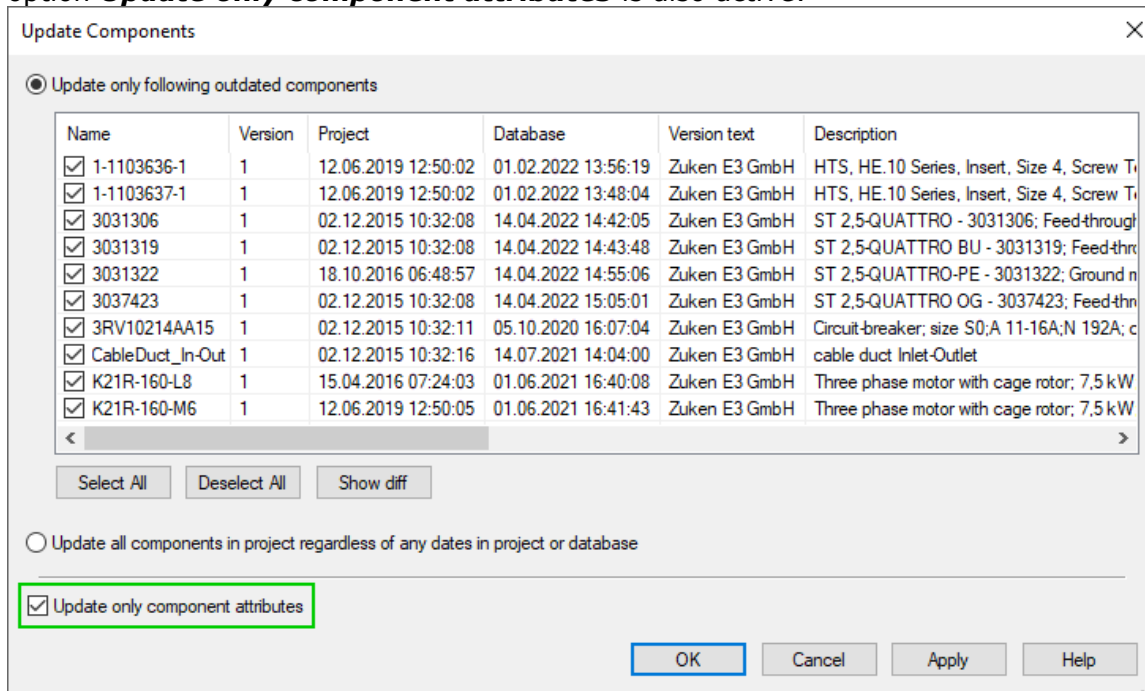 option Update only component attributes is also active.
Update Components
Update only following outdated components
Name Version Project Database Version text Description
1-1103636-1 1 12.06.2019 12:50:02 01.02.2022 13:56:19 Zuken E3 GmbH HTS, HE.10 Series, Insert, Size 4, Screw T
1-1103637-1 1 12.06.2019 12:50:02 01.02.2022 13:48:04 Zuken E3 GmbH HTS, HE.10 Series, Insert, Size 4, Screw T
3031306 1 02.12.2015 10:32:08 14.04.2022 14:42:05 Zuken E3 GmbH ST 2,5-QUATTRO - 3031306; Feed-through
3031319 1 02.12.2015 10:32:08 14.04.2022 14:43:48 Zuken E3 GmbH ST 2,5-QUATTRO BU - 3031319; Feed-thro
3031322 1 18.10.2016 06:48:57 14.04.2022 14:55:06 Zuken E3 GmbH ST 2,5-QUATTRO-PE - 3031322; Ground m
3037423 1 02.12.2015 10:32:08 14.04.2022 15:05:01 Zuken E3 GmbH ST 2,5-QUATTRO OG - 3037423; Feed-thr
3RV10214AA15 1 02.12.2015 10:32:11 05.10.2020 16:07:04 Zuken E3 GmbH Circuit-breaker; size S0;A 11-16A;N 192A; c
CableDuct_In-Out 1 02.12.2015 10:32:16 14.07.2021 14:04:00 Zuken E3 GmbH cable duct Inlet-Outlet
K21R-160-L8 1 15.04.2016 07:24:03 01.06.2021 16:40:08 Zuken E3 GmbH Three phase motor with cage rotor; 7,5 kW
K21R-160-M6 1 12.06.2019 12:50:05 01.06.2021 16:41:43 Zuken E3 GmbH Three phase motor with cage rotor; 7,5 kW
Select All Deselect All Show diff
Update all components in project regardless of any dates in project or database
Update only component attributes
OK Cancel Apply Help